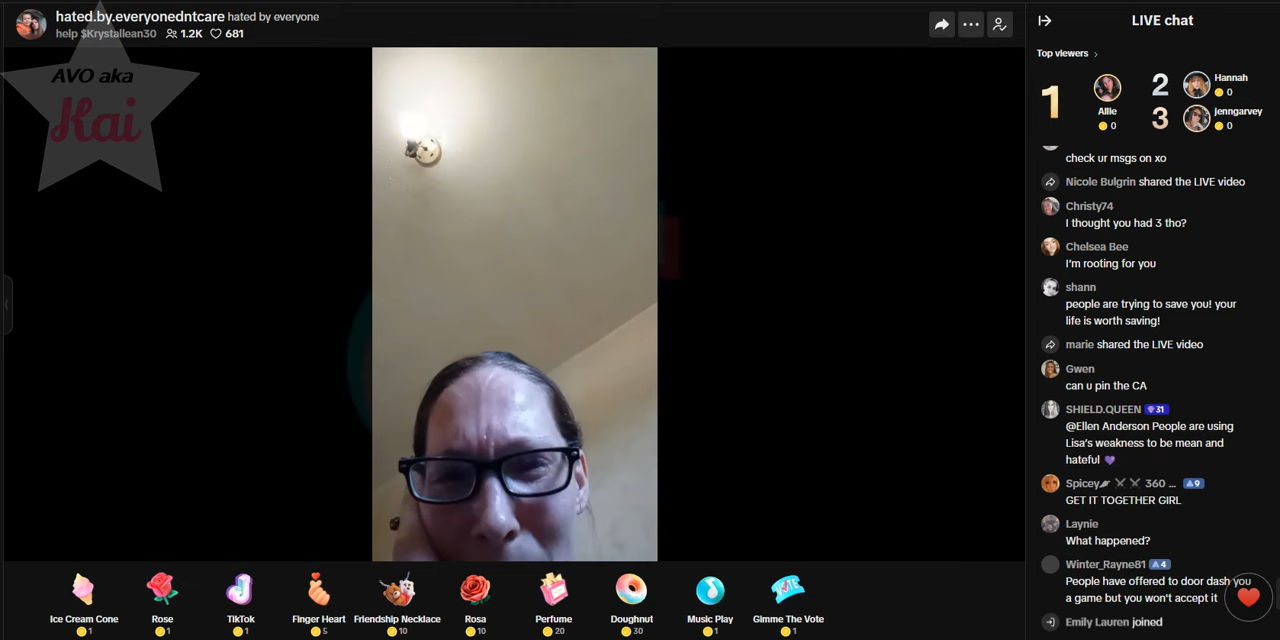 hated.by.everyonedntcare hated by everyone
help $Krystallean30 1.2K 681
AVO aka
Kai
LIVE chat
Top viewers
1
Allie
0
2
Hannah
0
3
Jenngarvey
0
check ur msgs on xo
Nicole Bulgrin shared the LIVE video
Christy74
I thought you had 3 tho?
Chelsea Bee
I'm rooting for you
shann
people are trying to save you! your
life is worth saving!
marie shared the LIVE video
Gwen
can u pin the CA
SHIELD.QUEEN 31
@Ellen Anderson People are using
Lisa's weakness to be mean and
hateful 💜
Spicey 360 ... 9
GET IT TOGETHER GIRL
Laynie
What happened?
Winter_Rayne81 4
People have offered to door dash you
a game but you won't accept it
Emily Lauren joined
VOTE
Ice Cream Cone Rose TikTok Finger Heart Friendship Necklace Rosa Perfume Doughnut Music Play Gimme The Vote
1 1 1 5 10 10 20 30 1 1